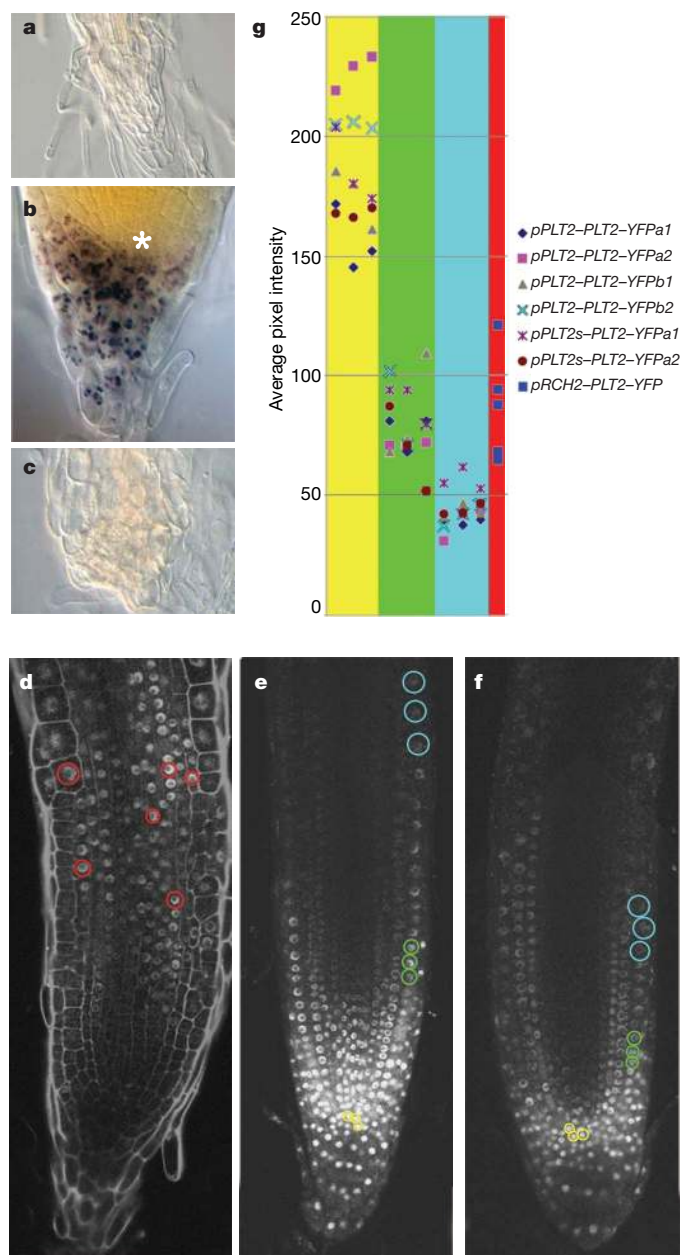 a
b
*
c
g
Average pixel intensity
250
200
150
100
50
0
pPLT2–PLT2–YFPa1
pPLT2–PLT2–YFPa2
pPLT2–PLT2–YFPb1
pPLT2–PLT2–YFPb2
pPLT2s–PLT2–YFPa1
pPLT2s–PLT2–YFPa2
pRCH2–PLT2–YFP
d
e
f